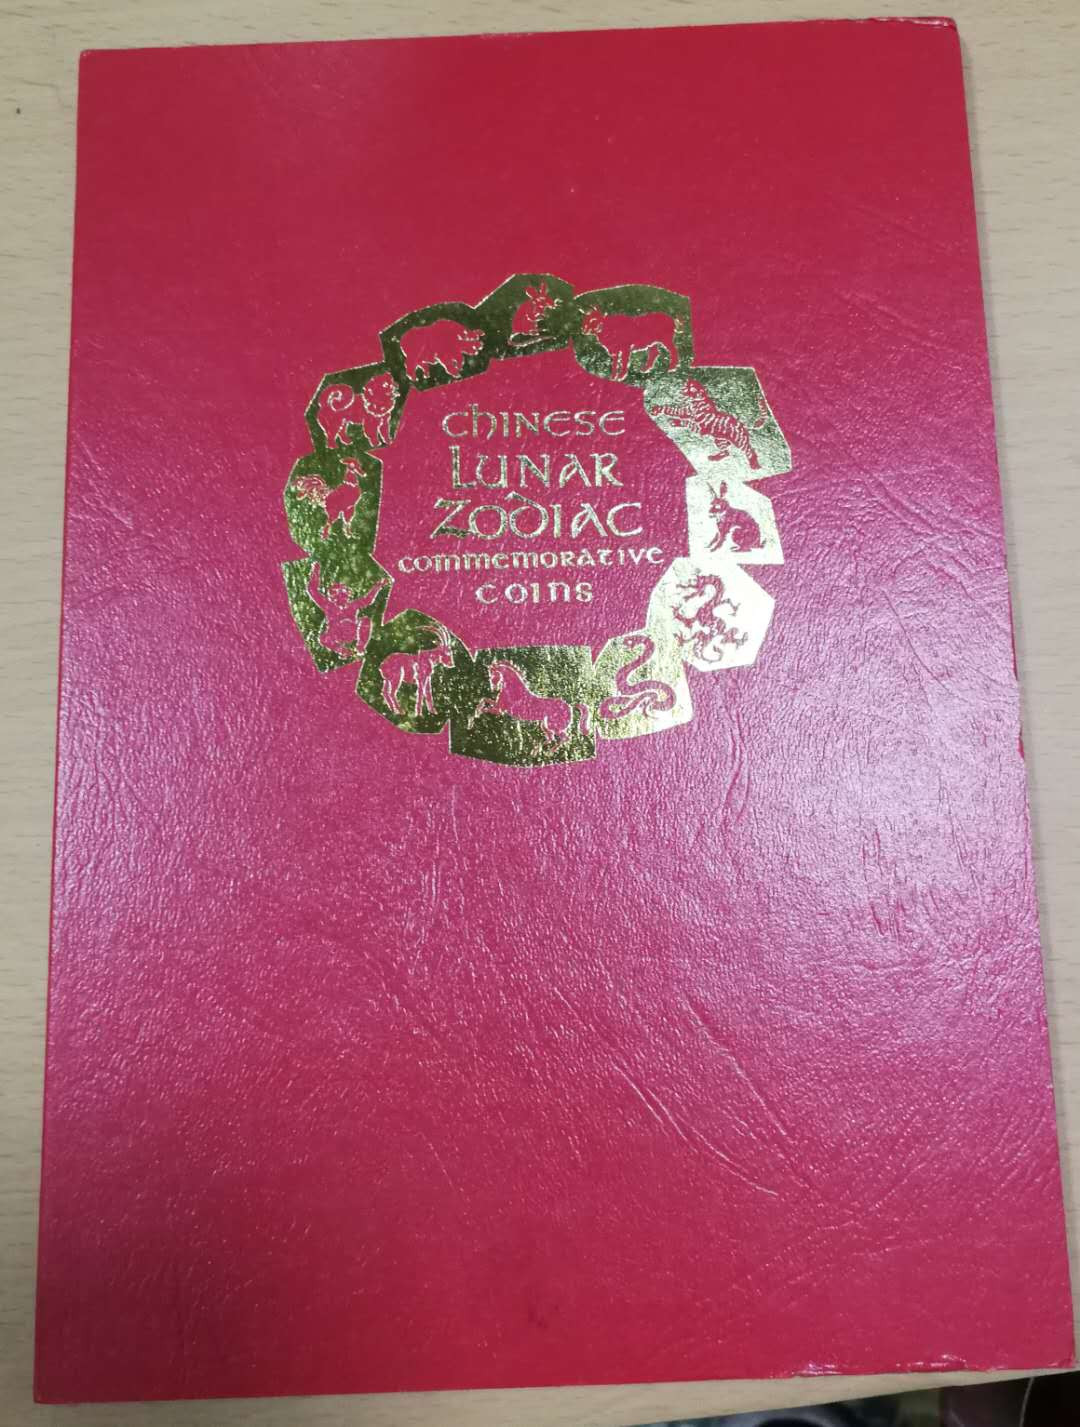 CHINESE
LUNAR
ZODIAC
COMMEMORATIVE
COINS